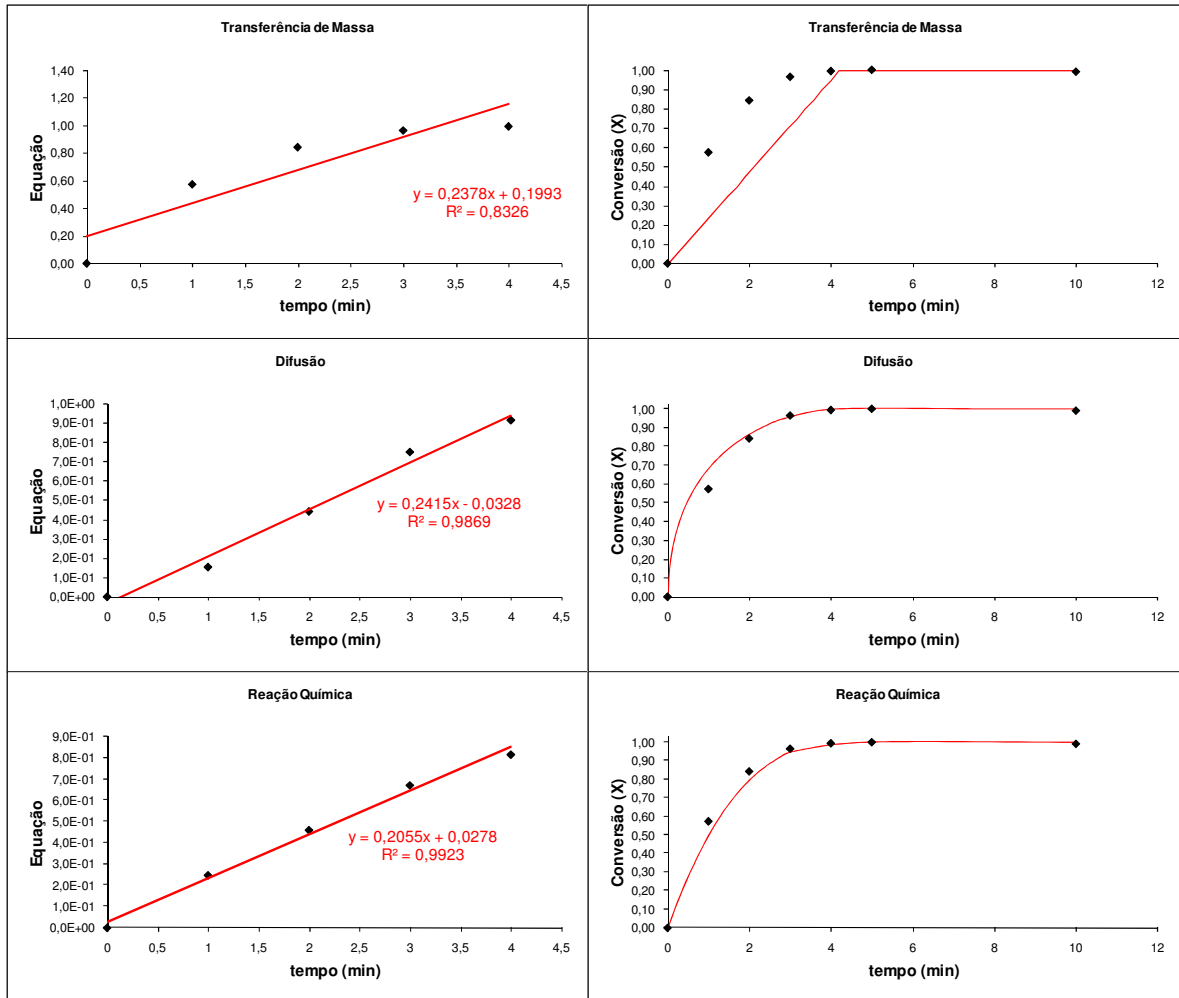 Transferência de Massa
1,40
1,20
1,00
0,80
0,60
0,40
0,20
0,00
Equação
y = 0,2378x + 0,1993
R² = 0,8326
0 0,5 1 1,5 2 2,5 3 3,5 4 4,5
tempo (min)
Transferência de Massa
1,00
0,90
0,80
0,70
0,60
0,50
0,40
0,30
0,20
0,10
0,00
Conversão (X)
0 2 4 6 8 10 12
tempo (min)
Difusão
1,0E+00
9,0E-01
8,0E-01
7,0E-01
6,0E-01
5,0E-01
4,0E-01
3,0E-01
2,0E-01
1,0E-01
0,0E+00
Equação
y = 0,2415x - 0,0328
R² = 0,9869
0 0,5 1 1,5 2 2,5 3 3,5 4 4,5
tempo (min)
Difusão
1,00
0,90
0,80
0,70
0,60
0,50
0,40
0,30
0,20
0,10
0,00
Conversão (X)
0 2 4 6 8 10 12
tempo (min)
Reação Química
9,0E-01
8,0E-01
7,0E-01
6,0E-01
5,0E-01
4,0E-01
3,0E-01
2,0E-01
1,0E-01
0,0E+00
Equação
y = 0,2055x + 0,0278
R² = 0,9923
0 0,5 1 1,5 2 2,5 3 3,5 4 4,5
tempo (min)
Reação Química
1,00
0,90
0,80
0,70
0,60
0,50
0,40
0,30
0,20
0,10
0,00
Conversão (X)
0 2 4 6 8 10 12
tempo (min)